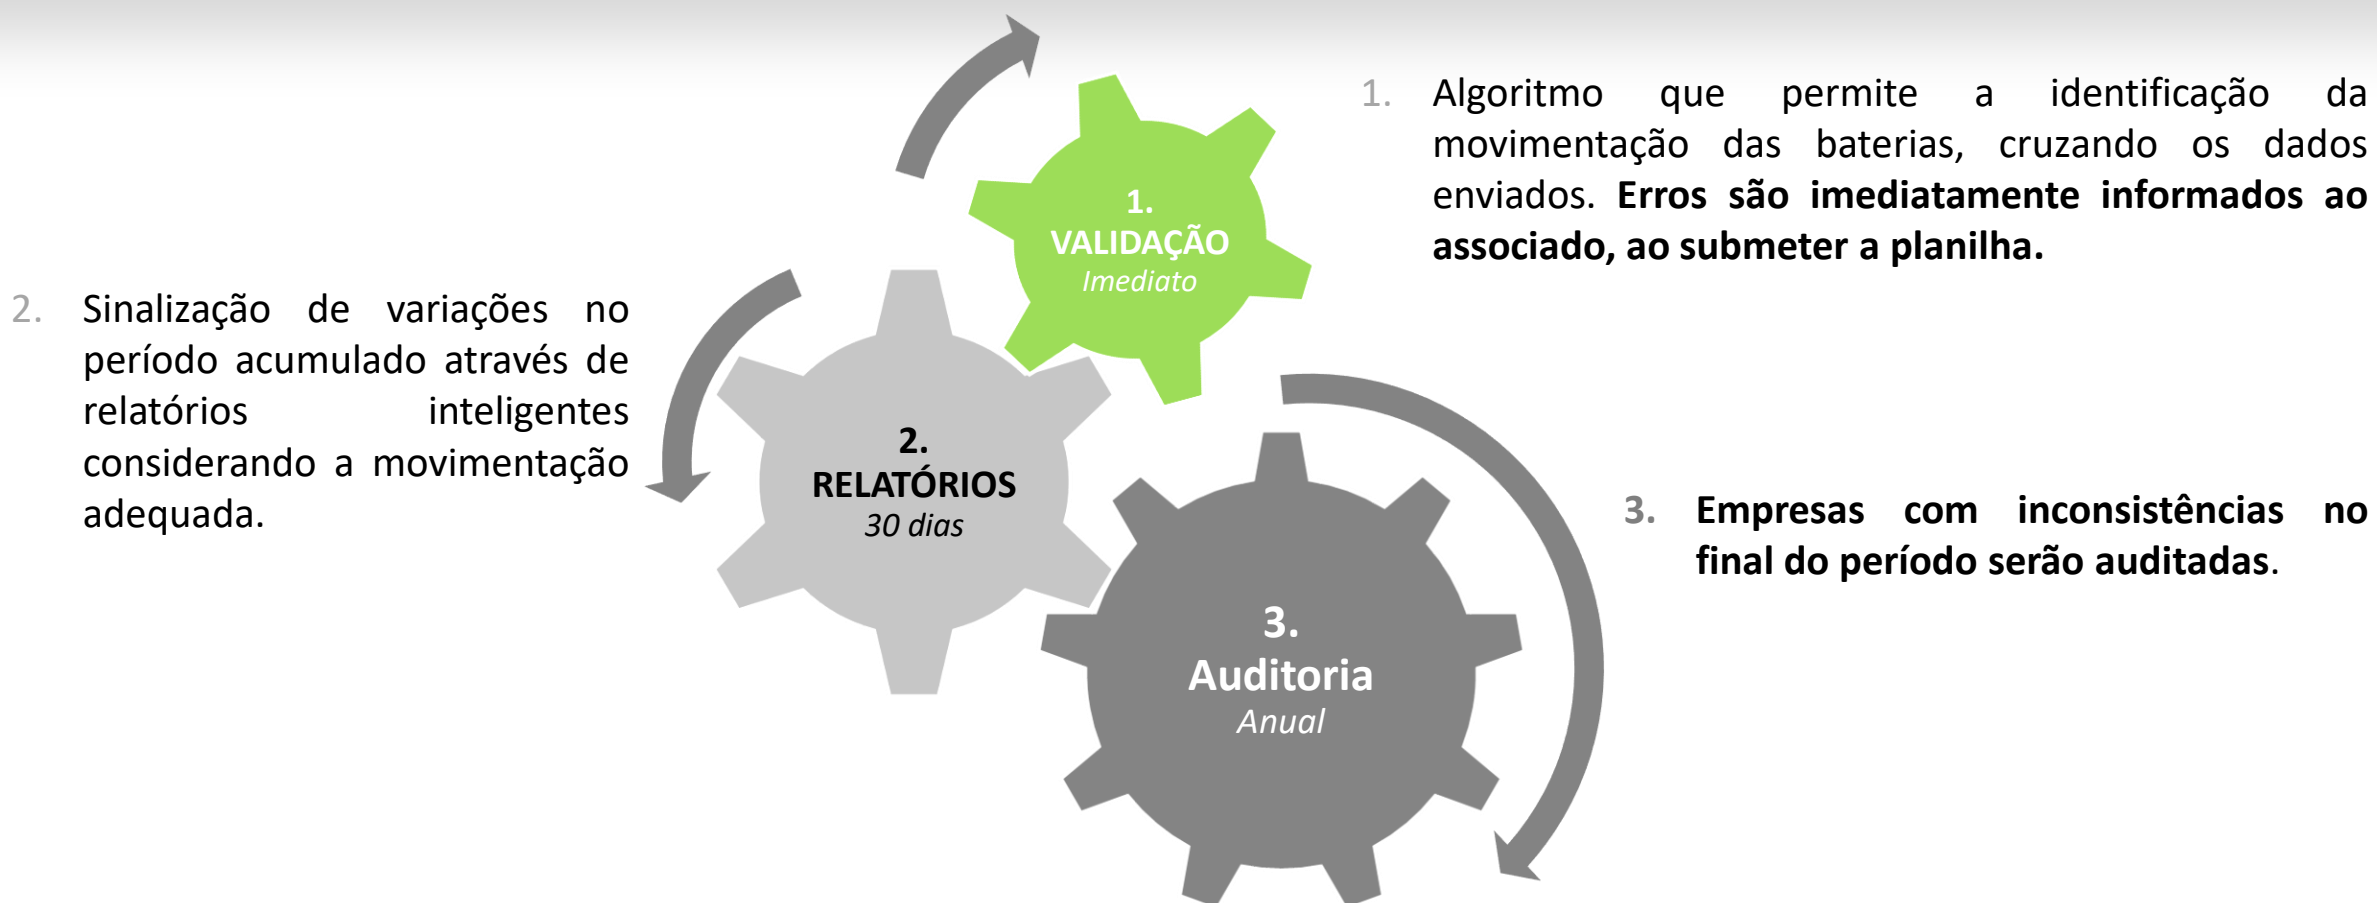 1. Algoritmo que permite a identificação da
movimentação das baterias, cruzando os dados
enviados. Erros são imediatamente informados ao
associado, ao submeter a planilha.
1.
VALIDAÇÃO
Imediato
2. Sinalização de variações no
período acumulado através de
relatórios inteligentes
considerando a movimentação
adequada.
2.
RELATÓRIOS
30 dias
3. Empresas com inconsistências no
final do período serão auditadas.
3.
Auditoria
Anual